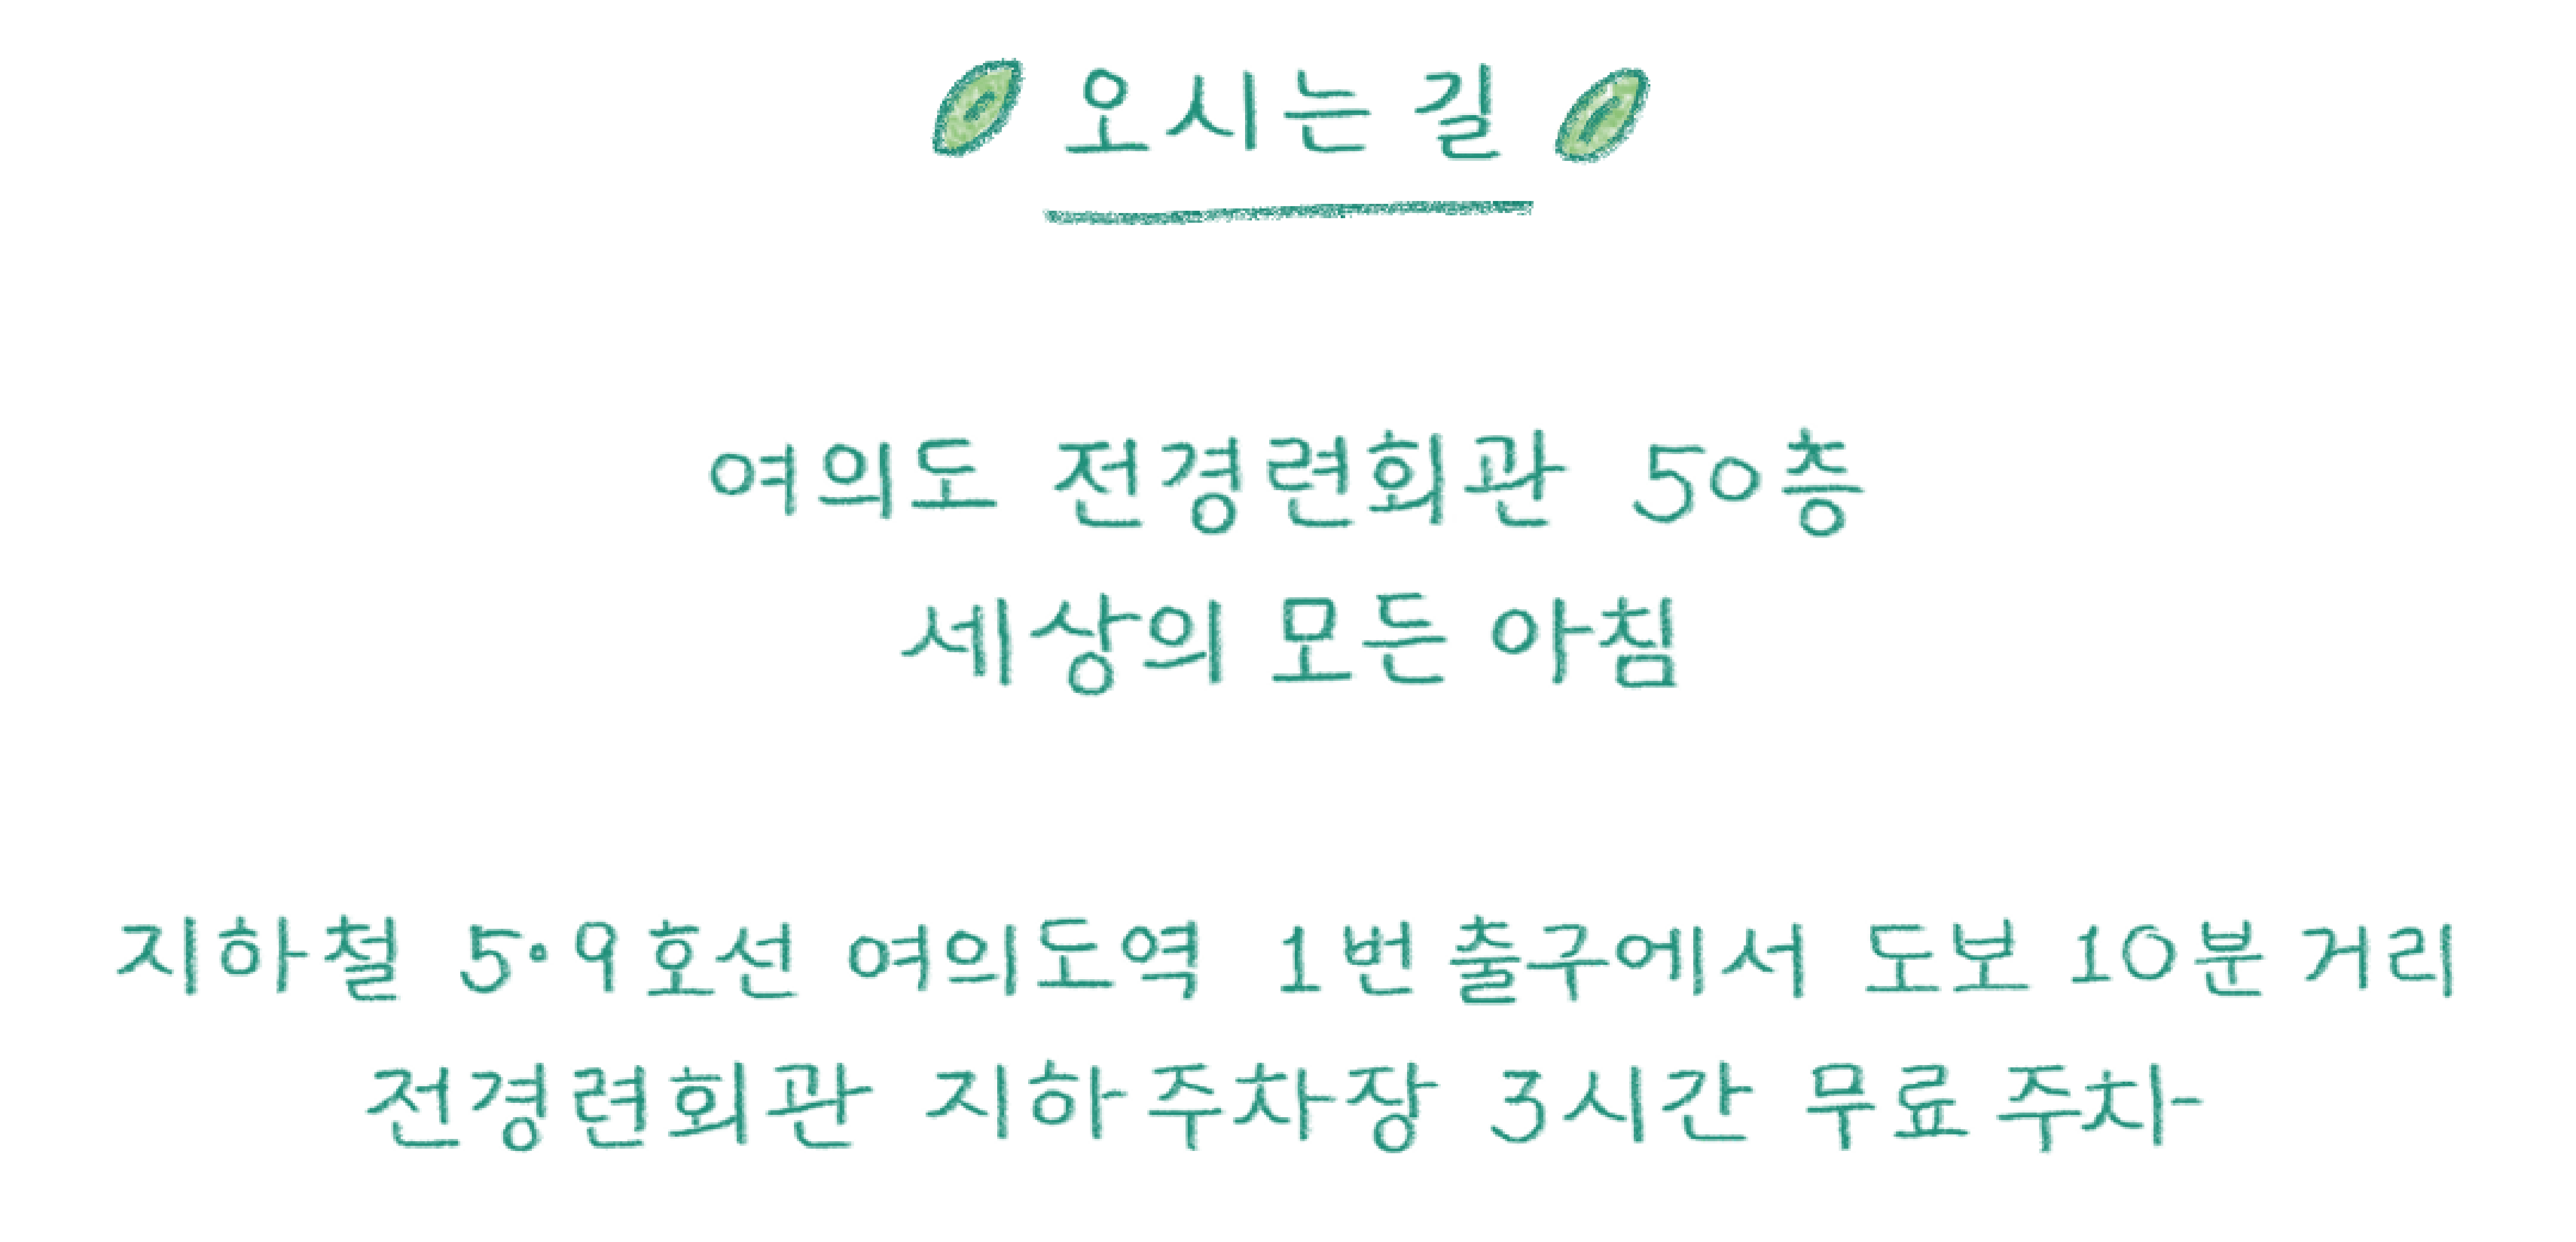 오시는 길
여의도 전경련회관 50층
세상의 모든 아침
지하철 5·9호선 여의도역 1번 출구에서 도보 10분 거리
전경련회관 지하주차장 3시간 무료주차